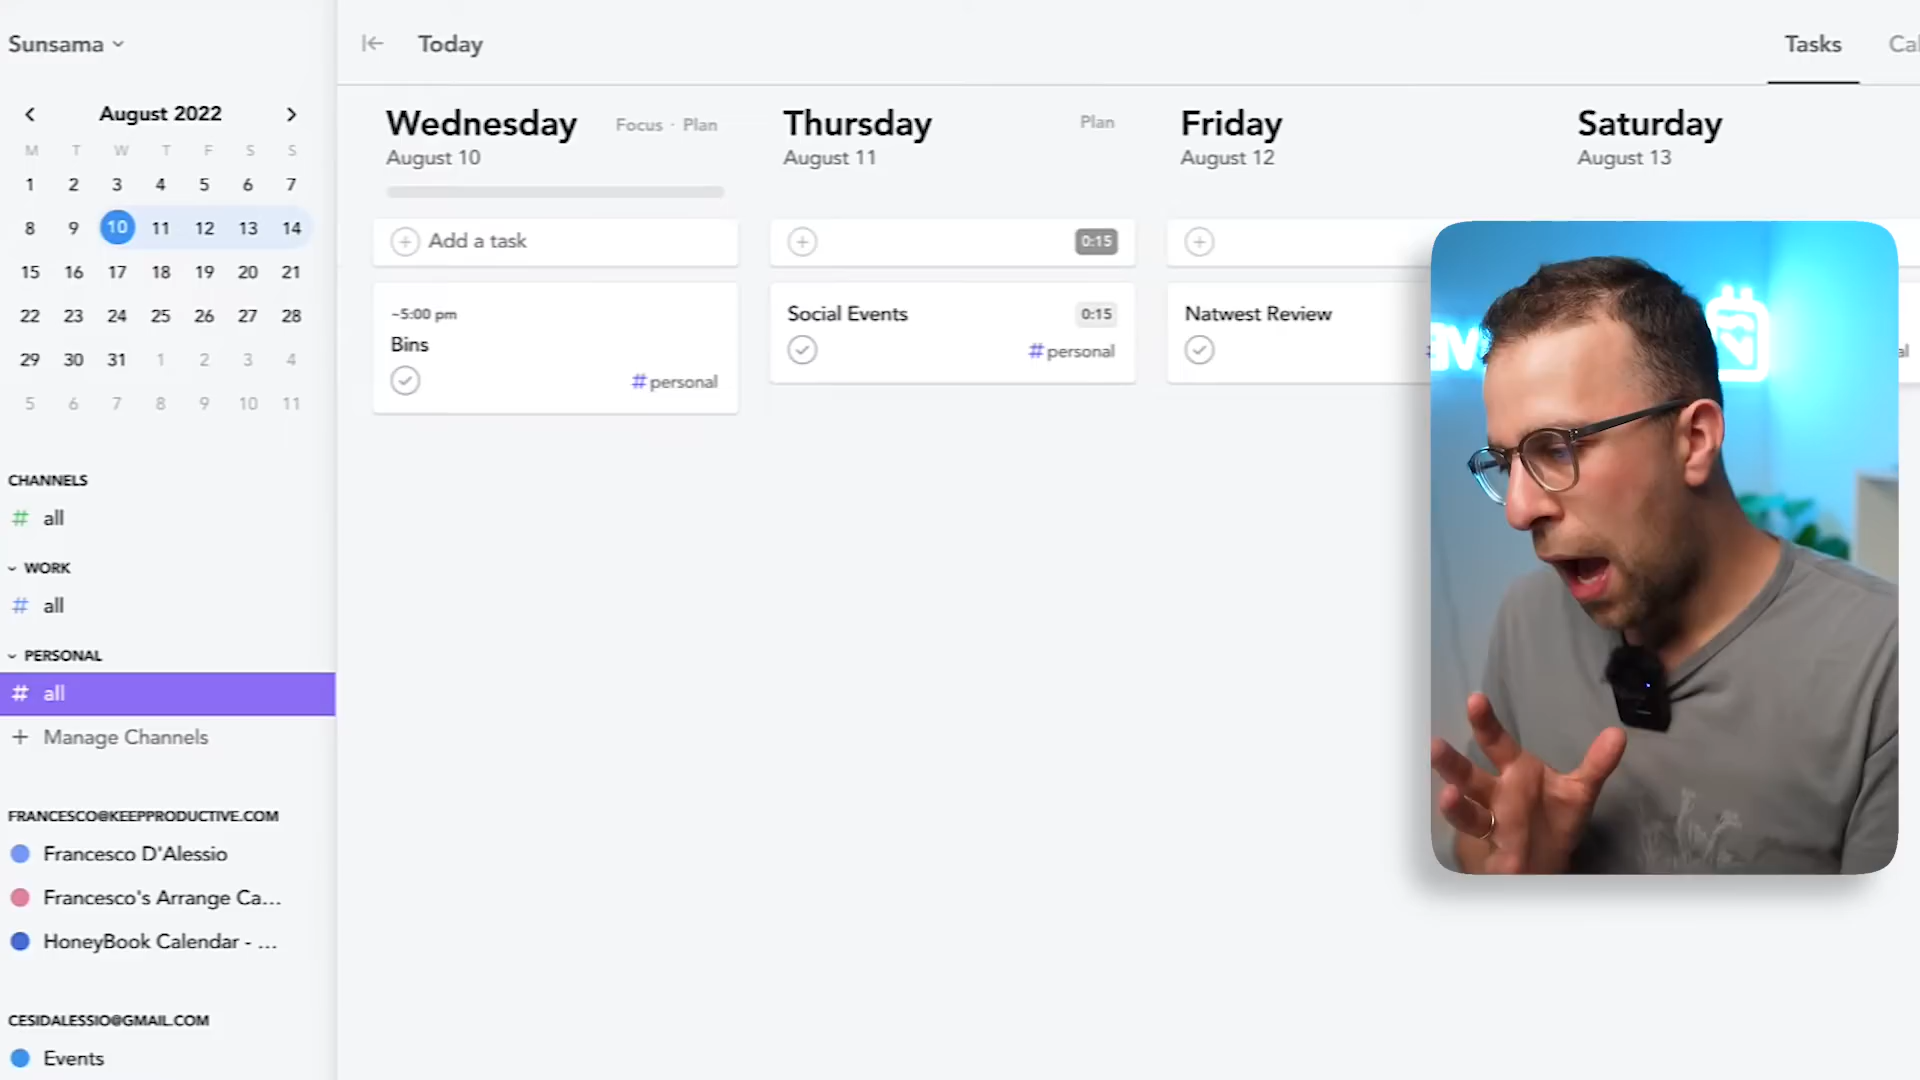 Sunsama
Today
Tasks
August 2022
M T W T F S S
1 2 3 4 5 6 7
8 9 10 11 12 13 14
15 16 17 18 19 20 21
22 23 24 25 26 27 28
29 30 31 1 2 3 4
5 6 7 8 9 10 11
CHANNELS
# all
WORK
# all
PERSONAL
# all
+ Manage Channels
FRANCESCO@KEEPPRODUCTIVE.COM
Francesco D'Alessio
Francesco's Arrange Ca...
HoneyBook Calendar - ...
CESIDALESSIO@GMAIL.COM
Events
Wednesday
Focus · Plan
August 10
Add a task
~5:00 pm
Bins
#personal
Thursday
Plan
August 11
0:15
Social Events
0:15
#personal
Friday
August 12
Natwest Review
Saturday
August 13